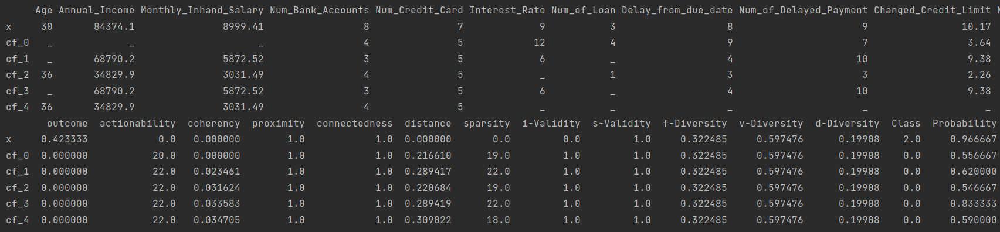 Age Annual_Income Monthly_Inhand_Salary Num_Bank_Accounts Num_Credit_Card Interest_Rate Num_of_Loan Delay_from_due_date Num_of_Delayed_Payment Changed_Credit_Limit
x 30 84374.1 8999.41 8 7 9 3 8 9 10.17
cf_0 _ _ _ 4 5 12 4 9 7 3.64
cf_1 _ 68790.2 5872.52 3 5 6 _ 4 10 9.38
cf_2 36 34829.9 3031.49 4 5 _ 1 3 3 2.26
cf_3 _ 68790.2 5872.52 3 5 6 _ 4 10 9.38
cf_4 36 34829.9 3031.49 4 5 _ _ _ _ _
outcome actionability coherency proximity connectedness distance sparsity i-Validity s-Validity f-Diversity v-Diversity d-Diversity Class Probability
x 0.423333 0.0 0.000000 1.0 1.0 0.000000 0.0 0.0 1.0 0.322485 0.597476 0.19908 2.0 0.966667
cf_0 0.000000 20.0 0.000000 1.0 1.0 0.216610 19.0 1.0 1.0 0.322485 0.597476 0.19908 0.0 0.556667
cf_1 0.000000 22.0 0.023461 1.0 1.0 0.289417 22.0 1.0 1.0 0.322485 0.597476 0.19908 0.0 0.620000
cf_2 0.000000 22.0 0.031624 1.0 1.0 0.220684 19.0 1.0 1.0 0.322485 0.597476 0.19908 0.0 0.546667
cf_3 0.000000 22.0 0.033583 1.0 1.0 0.289419 22.0 1.0 1.0 0.322485 0.597476 0.19908 0.0 0.833333
cf_4 0.000000 22.0 0.034705 1.0 1.0 0.309022 18.0 1.0 1.0 0.322485 0.597476 0.19908 0.0 0.590000